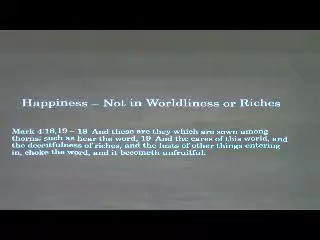 Happiness – Not in Worldliness or Riches
Mark 4:18,19 – 18 And these are they which are sown among
thorns; such as hear the word, 19 And the cares of this world, and
the deceitfulness of riches, and the lusts of other things entering
in, choke the word, and it becometh unfruitful.